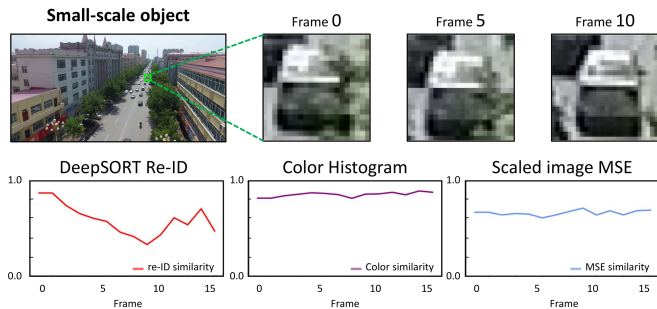 Small-scale object
Frame 0
Frame 5
Frame 10
DeepSORT Re-ID
1.0
0.0
re-ID similarity
0 5 10 15
Frame
Color Histogram
1.0
0.0
Color similarity
0 5 10 15
Frame
Scaled image MSE
1.0
0.0
MSE similarity
0 5 10 15
Frame